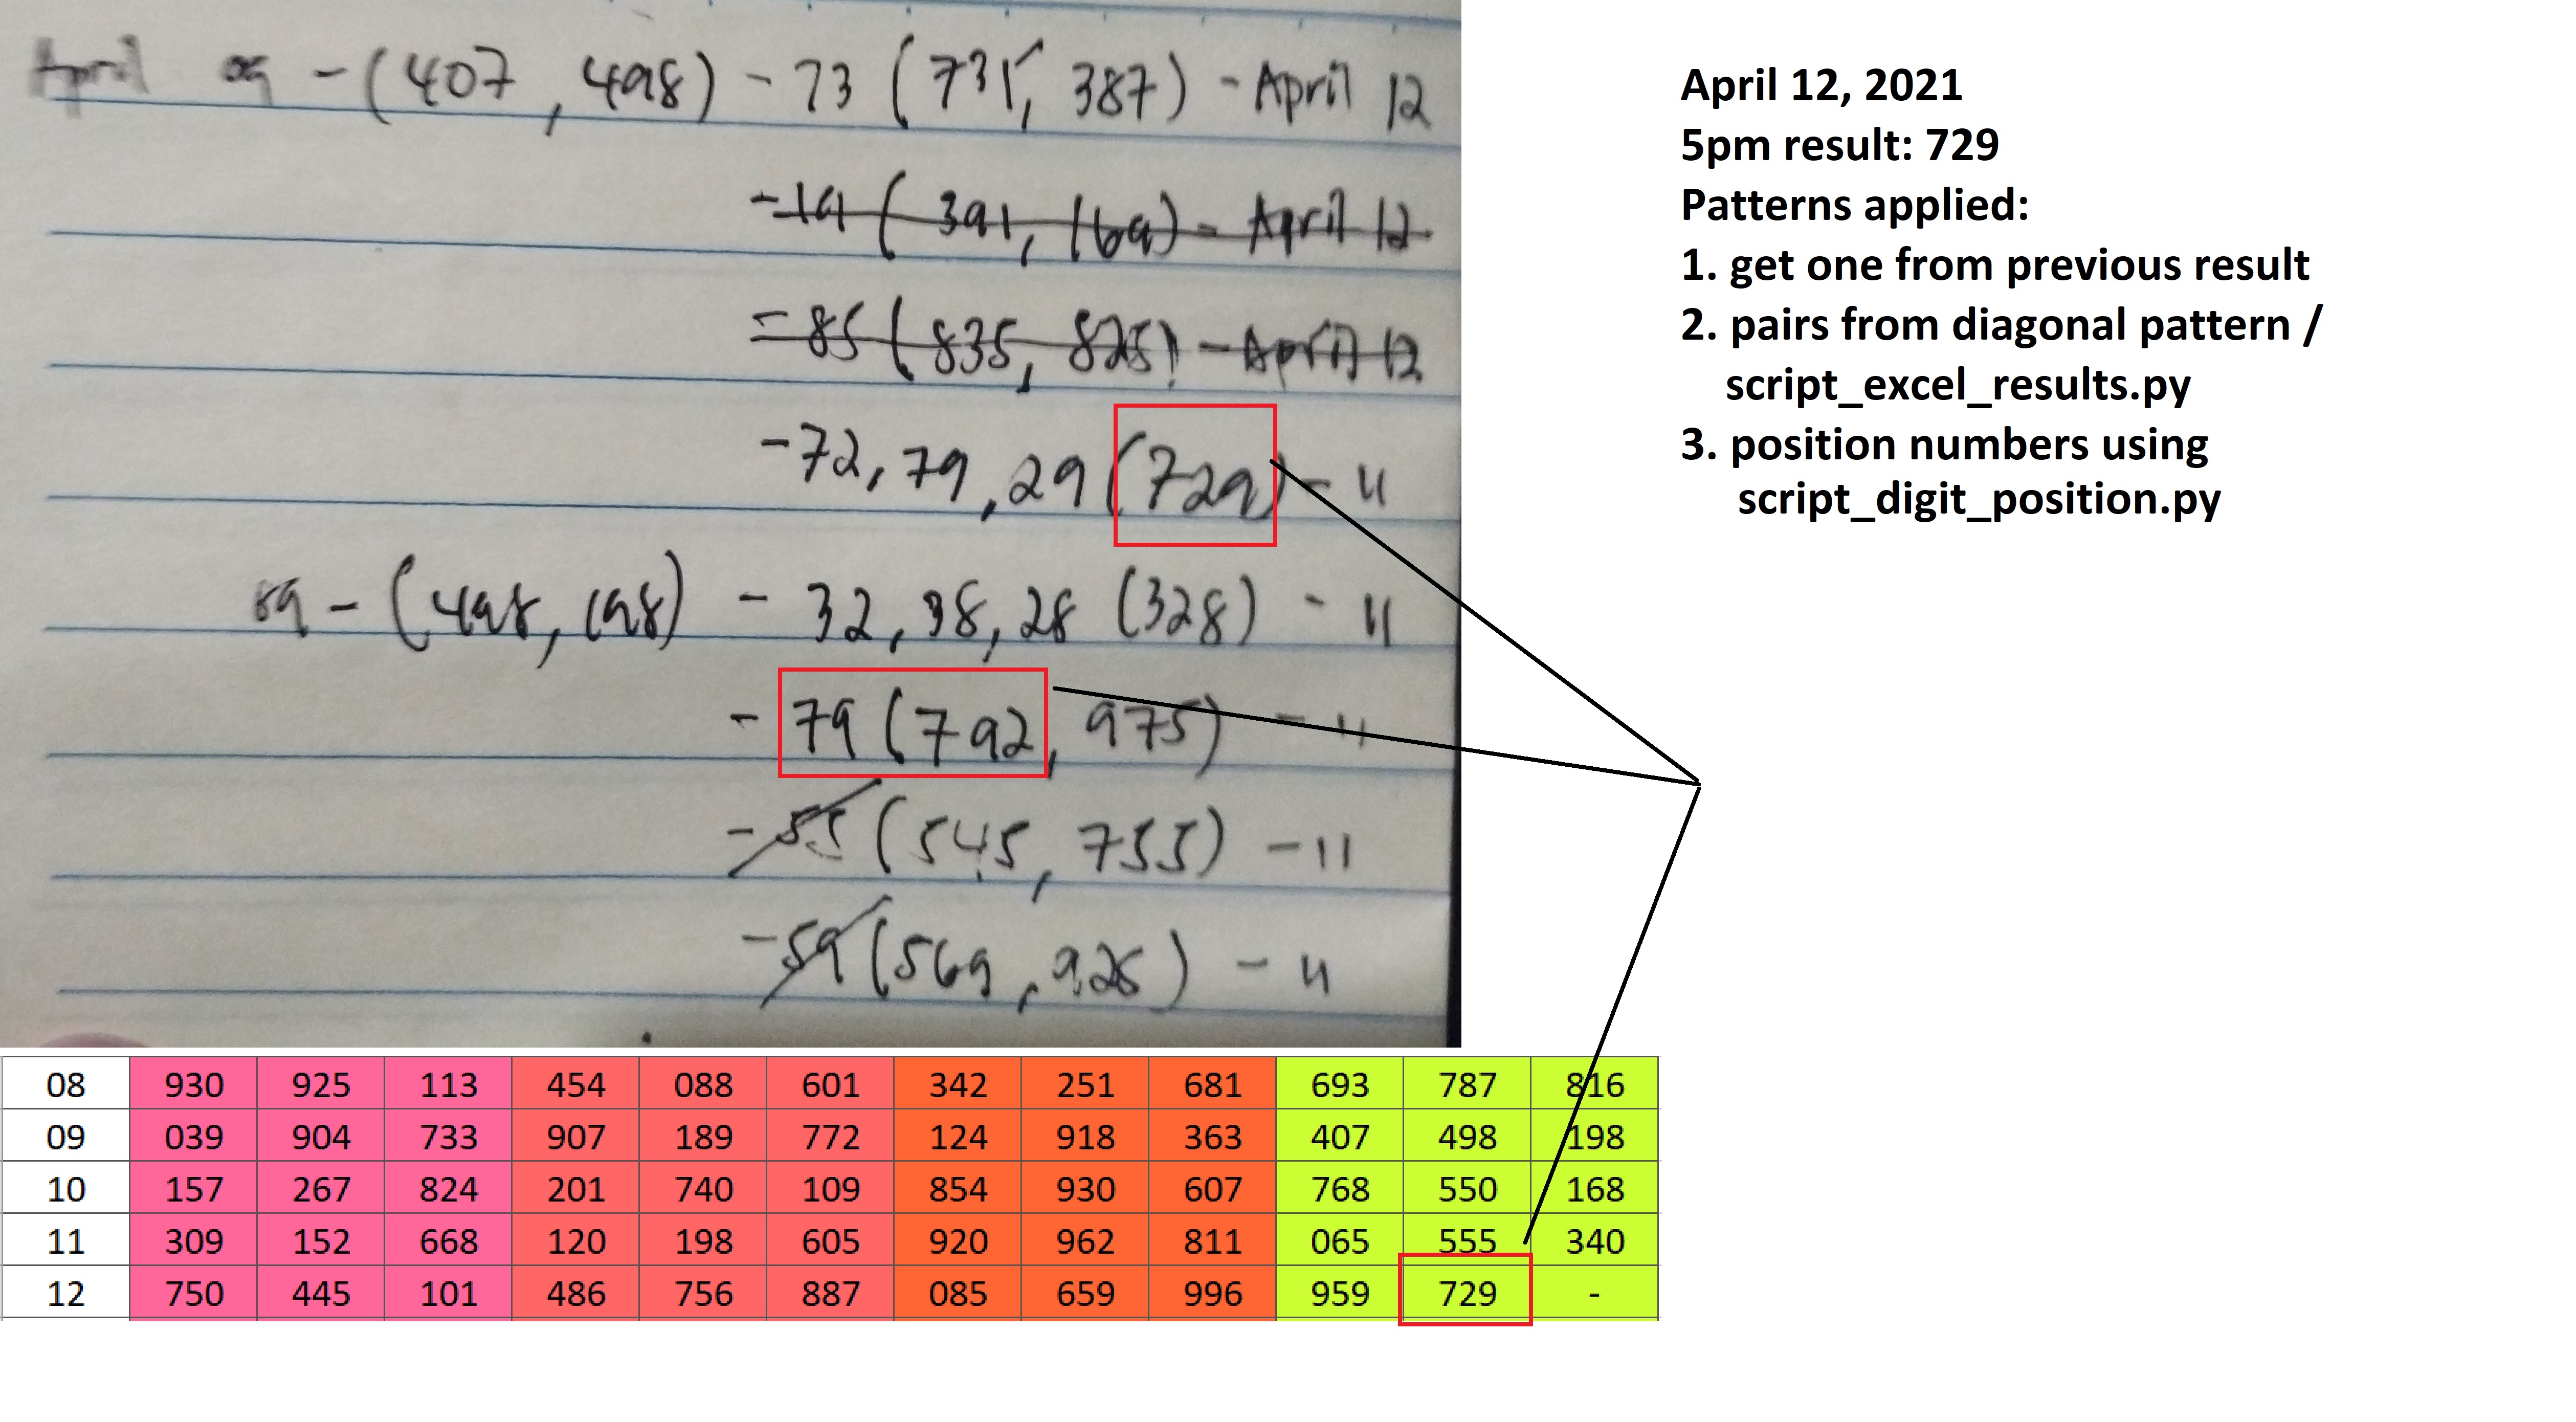 April 09 - (407, 498) - 73 (731, 387) - April 12
- 19 ( 391, 169) - April 12
= 85 ( 835, 825) - April 12
- 72, 79, 29 (729) - 11
09 - (498, 198) - 32, 38, 28 (328) - 11
- 79 (792, 975) - 11
- 55 (545, 755) - 11
- 59 (569, 925) - 11
April 12, 2021
5pm result: 729
Patterns applied:
1. get one from previous result
2. pairs from diagonal pattern /
script_excel_results.py
3. position numbers using
script_digit_position.py
08 930 925 113 454 088 601 342 251 681 693 787 816
09 039 904 733 907 189 772 124 918 363 407 498 198
10 157 267 824 201 740 109 854 930 607 768 550 168
11 309 152 668 120 198 605 920 962 811 065 555 340
12 750 445 101 486 756 887 085 659 996 959 729 -